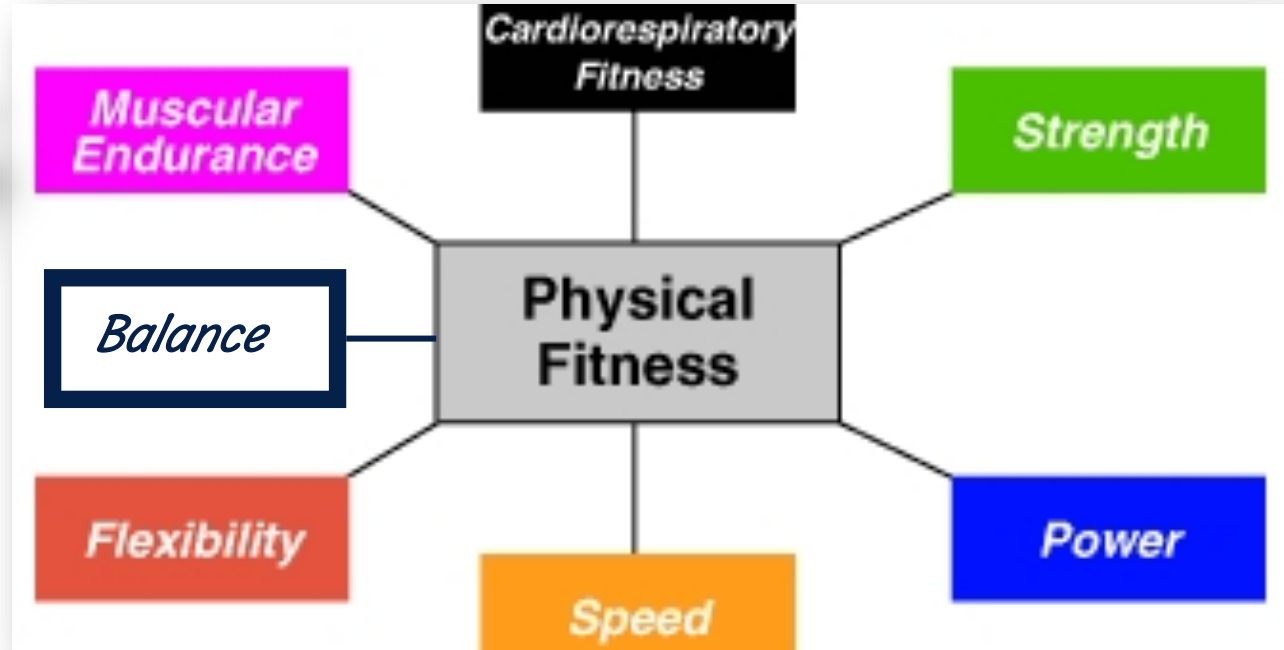 Cardiorespiratory
Fitness
Muscular
Endurance
Strength
Balance
Physical
Fitness
Flexibility
Power
Speed